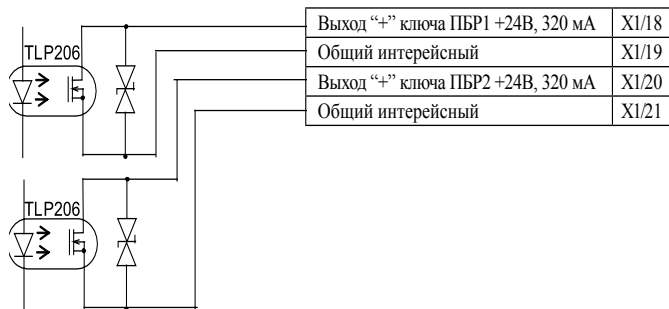 Выход “+” ключа ПБР1 +24В, 320 мА X1/18
TLP206
Общий интерейсный X1/19
Выход “+” ключа ПБР2 +24В, 320 мА X1/20
Общий интерейсный X1/21
TLP206